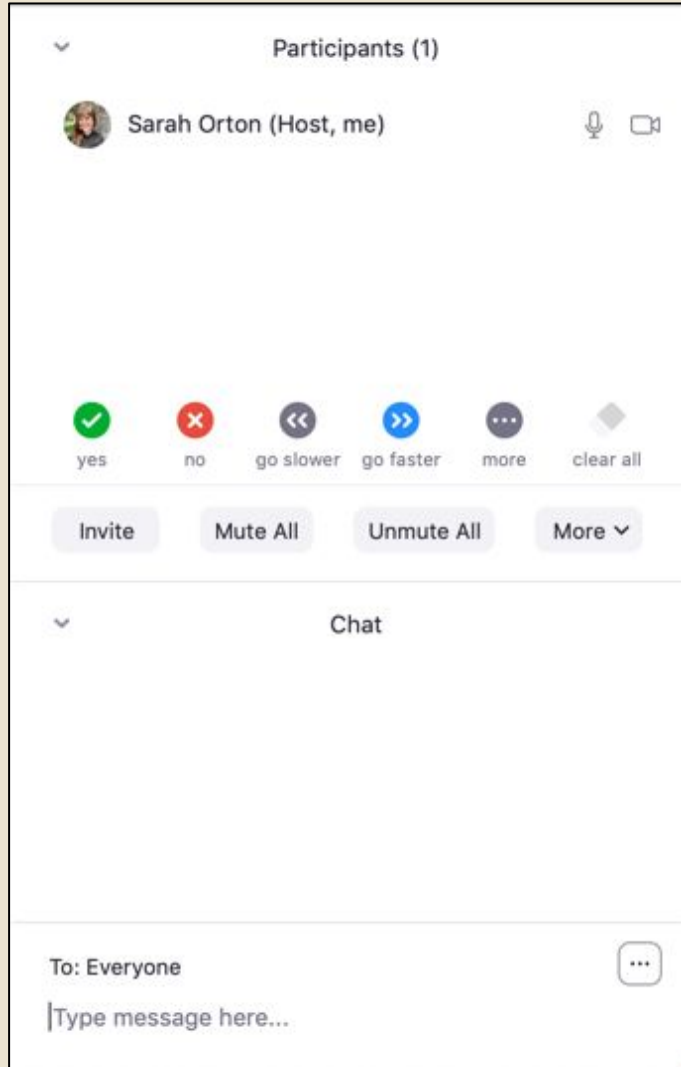 Participants (1)
Sarah Orton (Host, me)
yes no go slower go faster more clear all
Invite Mute All Unmute All More
Chat
To: Everyone
Type message here...